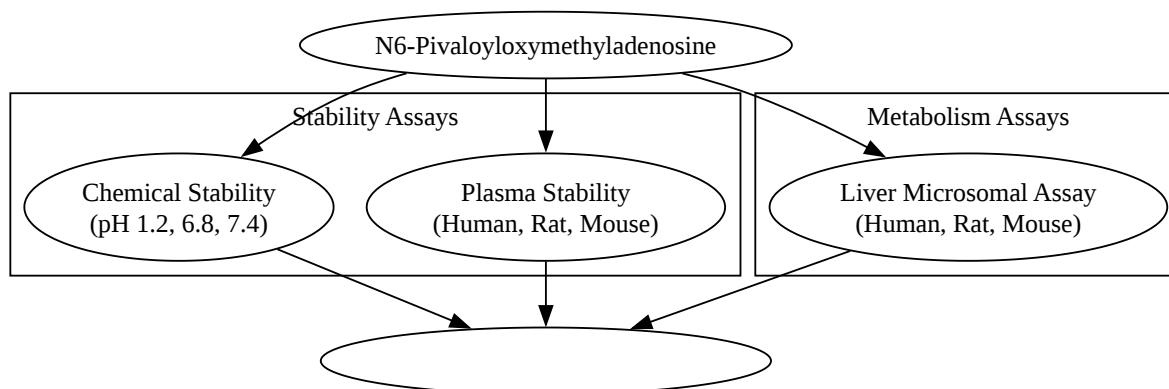 N6-Pivaloyloxymethyladenosine
Stability Assays
Metabolism Assays
Chemical Stability
(pH 1.2, 6.8, 7.4)
Plasma Stability
(Human, Rat, Mouse)
Liver Microsomal Assay
(Human, Rat, Mouse)